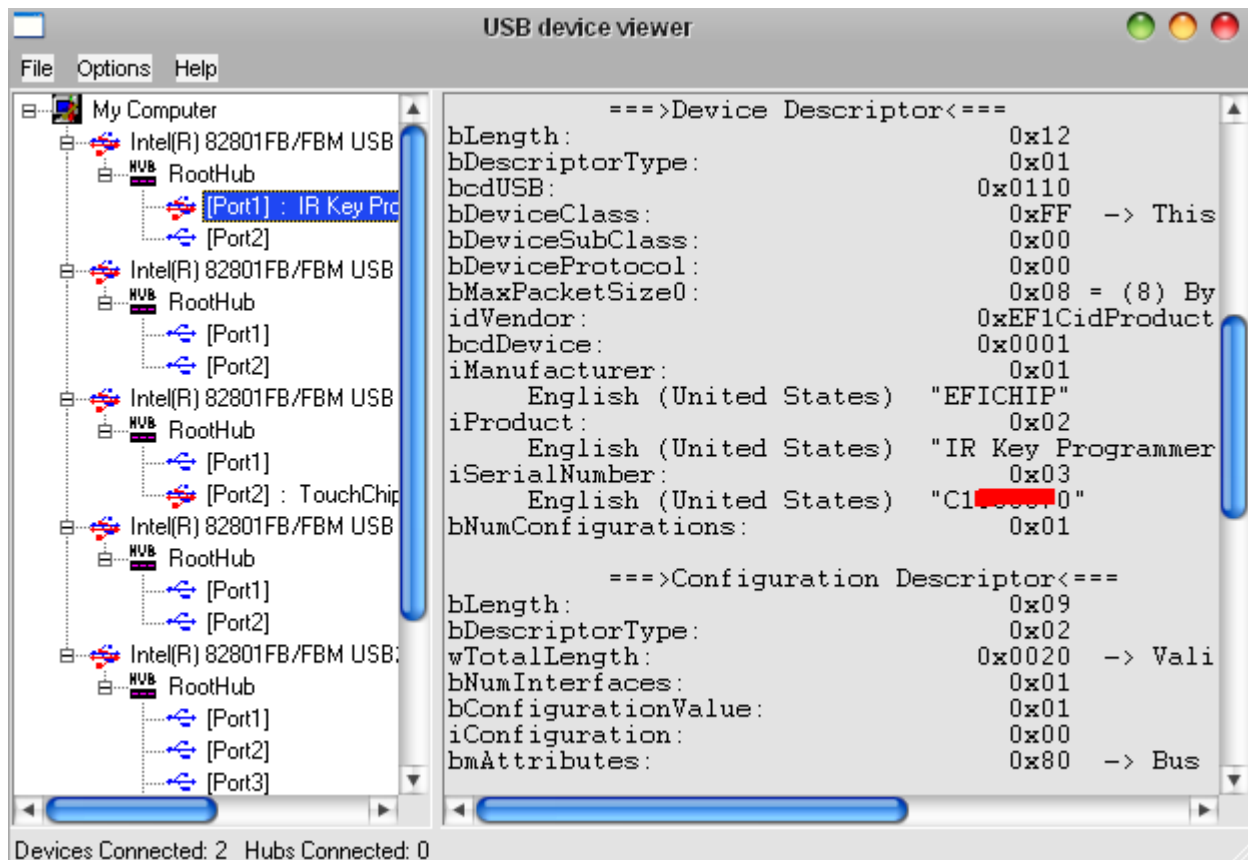 USB device viewer
File Options Help
My Computer
Intel(R) 82801FB/FBM USB
RootHub
[Port1] : IR Key Pro
[Port2]
Intel(R) 82801FB/FBM USB
RootHub
[Port1]
[Port2]
Intel(R) 82801FB/FBM USB
RootHub
[Port1]
[Port2] : TouchChip
Intel(R) 82801FB/FBM USB
RootHub
[Port1]
[Port2]
Intel(R) 82801FB/FBM USB2
RootHub
[Port1]
[Port2]
[Port3]
===>Device Descriptor<===
bLength: 0x12
bDescriptorType: 0x01
bcdUSB: 0x0110
bDeviceClass: 0xFF -> This
bDeviceSubClass: 0x00
bDeviceProtocol: 0x00
bMaxPacketSize0: 0x08 = (8) By
idVendor: 0xEF1CidProduct
bcdDevice: 0x0001
iManufacturer: 0x01
English (United States) "EFICHIP"
iProduct: 0x02
English (United States) "IR Key Programmer
iSerialNumber: 0x03
English (United States) "C1 0"
bNumConfigurations: 0x01
===>Configuration Descriptor<===
bLength: 0x09
bDescriptorType: 0x02
wTotalLength: 0x0020 -> Vali
bNumInterfaces: 0x01
bConfigurationValue: 0x01
iConfiguration: 0x00
bmAttributes: 0x80 -> Bus
Devices Connected: 2 Hubs Connected: 0